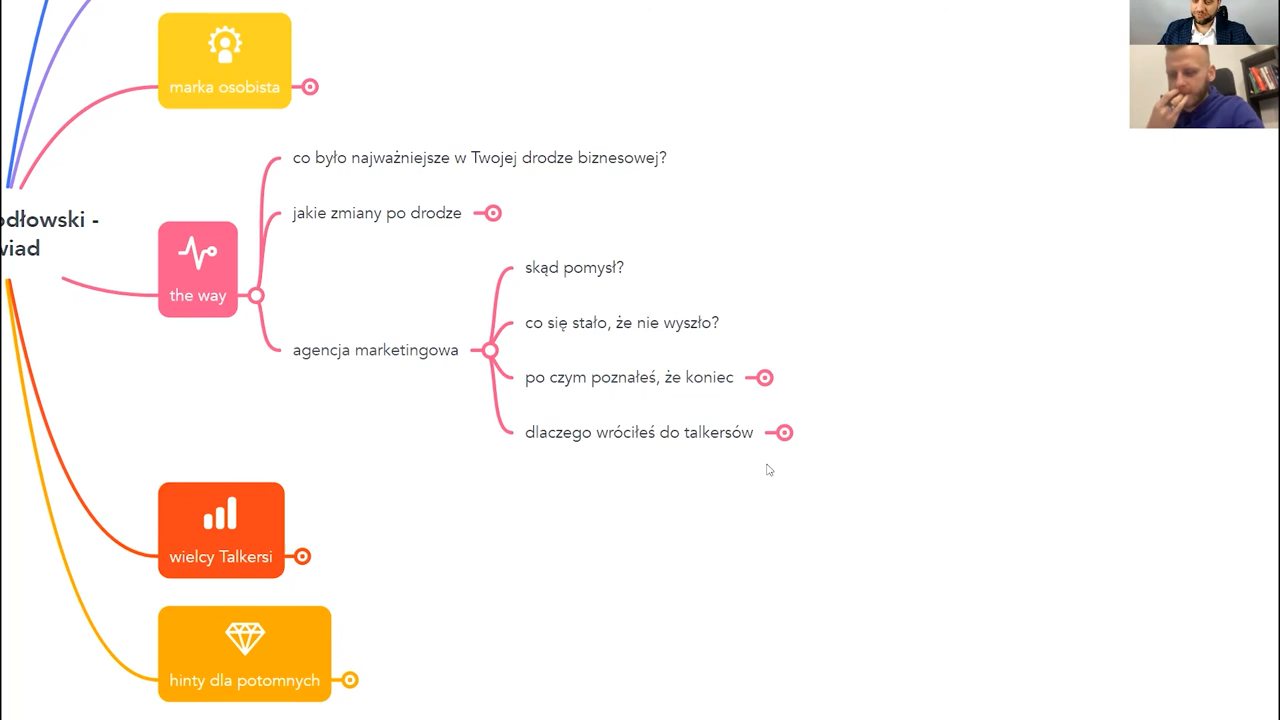 marka osobista
co było najważniejsze w Twojej drodze biznesowej?
jakie zmiany po drodze
dłowski -
wiad
the way
skąd pomysł?
co się stało, że nie wyszło?
agencja marketingowa
po czym poznałeś, że koniec
dlaczego wróciłeś do talkersów
wielcy Talkersi
hinty dla potomnych